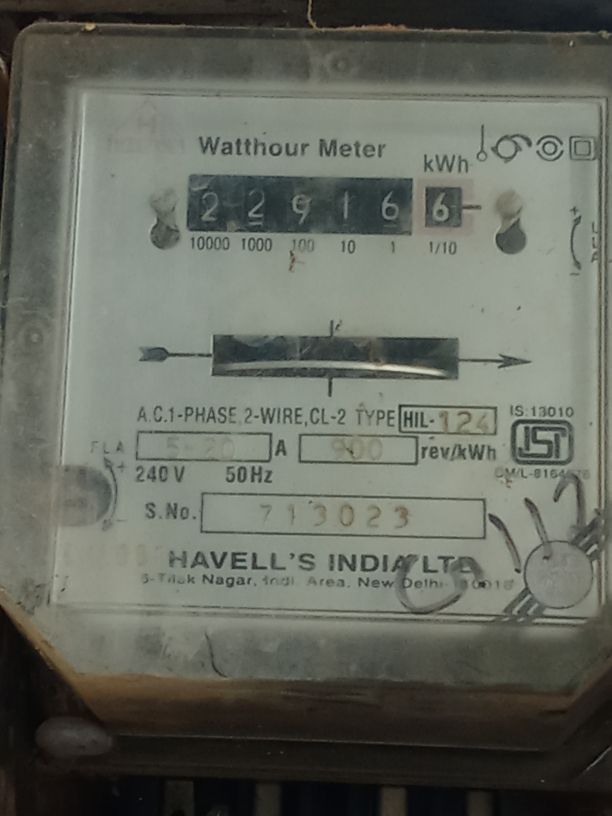 Watthour Meter
kWh
2 2 9 1 6 6
10000 1000 100 10 1 1/10
+
-
A.C.1-PHASE,2-WIRE,CL-2 TYPE HIL-124
IS:13010
5-20 A 900 rev/kWh
240 V 50Hz
S.No. 713023
HAVELL'S INDIA LTD
Nagar, Indl. Area, New Delhi